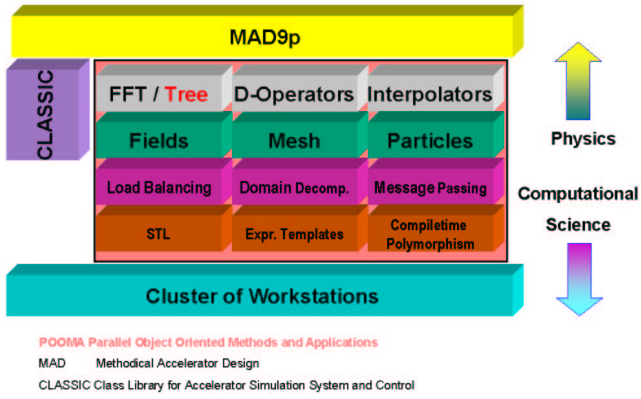 MAD9p
CLASSIC
FFT / Tree D-Operators Interpolators
Fields Mesh Particles
Load Balancing Domain Decomp. Message Passing
STL Expr. Templates Compiletime
Polymorphism
Physics
Computational
Science
Cluster of Workstations
POOMA Parallel Object Oriented Methods and Applications
MAD Methodical Accelerator Design
CLASSIC Class Library for Accelerator Simulation System and Control